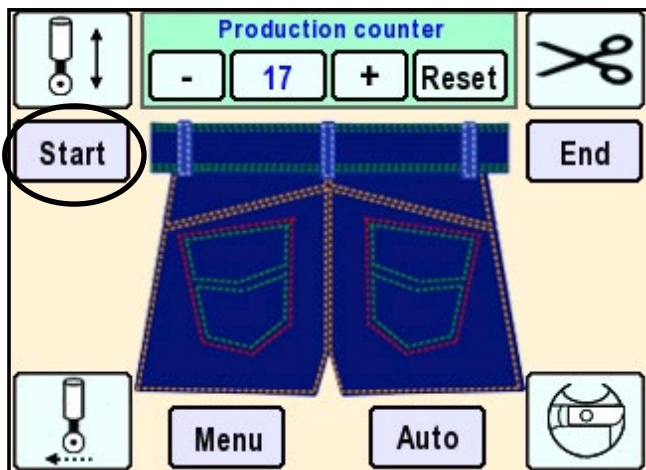 Production counter
- 17 + Reset
Start End
Menu Auto